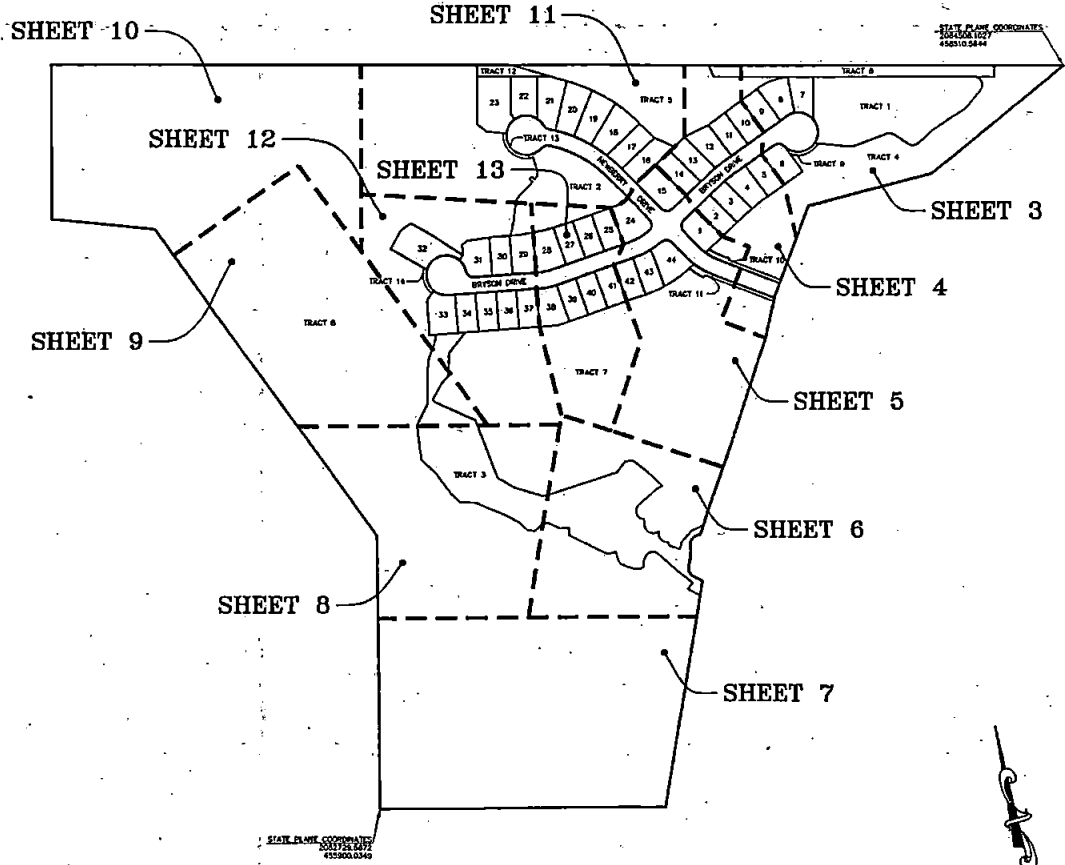 SHEET 11
SHEET 10
STATE PLANE COORDINATES
TRACT 12
TRACT 5
TRACT 1
23
22
21
20
19
18
17
16
15
14
13
12
11
10
9
8
7
SHEET 12
TRACT 13
NEWBERRY DRIVE
BRYSON DRIVE
TRACT 9
TRACT 4
SHEET 13
TRACT 2
SHEET 3
6
5
4
3
2
1
24
25
26
27
28
29
30
31
32
TRACT 10
SHEET 4
TRACT 14
BRYSON DRIVE
TRACT 11
44
43
42
41
40
39
38
37
36
35
34
33
SHEET 9
TRACT 6
TRACT 7
SHEET 5
TRACT 3
SHEET 6
SHEET 8
SHEET 7
STATE PLANE COORDINATES